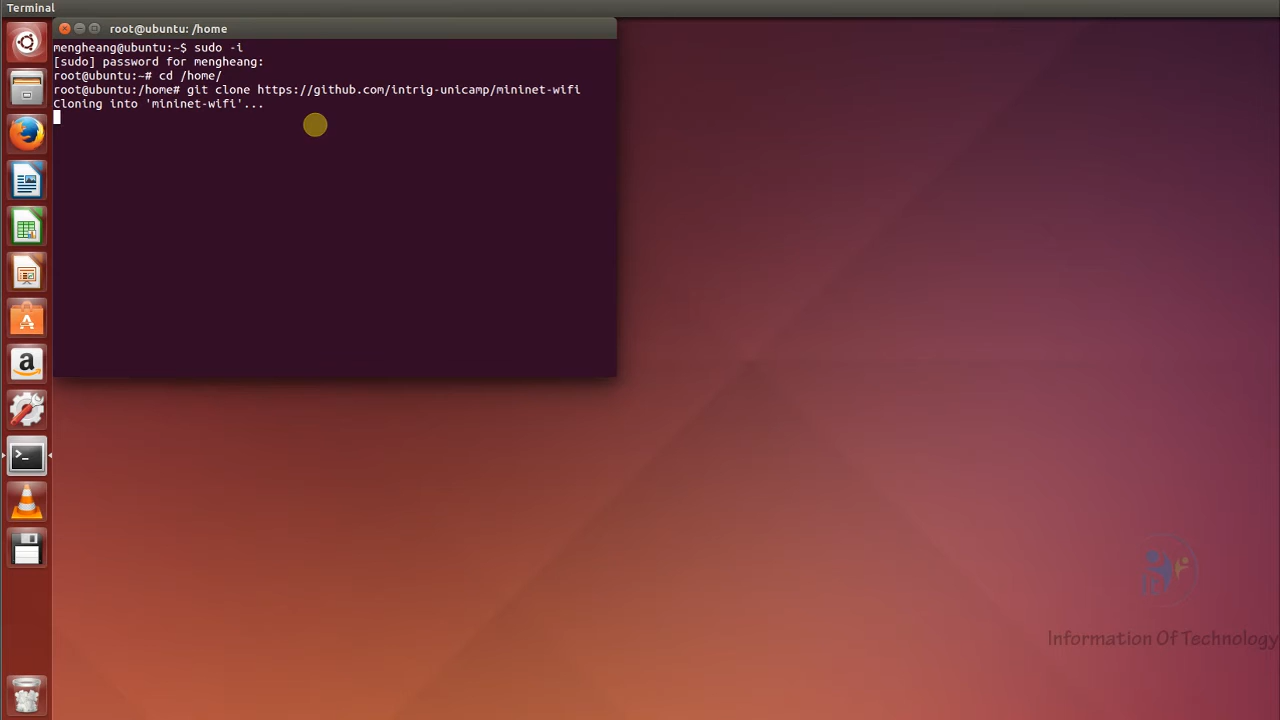 Terminal
root@ubuntu: /home
mengheang@ubuntu:~$ sudo -i
[sudo] password for mengheang:
root@ubuntu:~# cd /home/
root@ubuntu:/home# git clone https://github.com/intrig-unicamp/mininet-wifi
Cloning into 'mininet-wifi'...
Information Of Technology